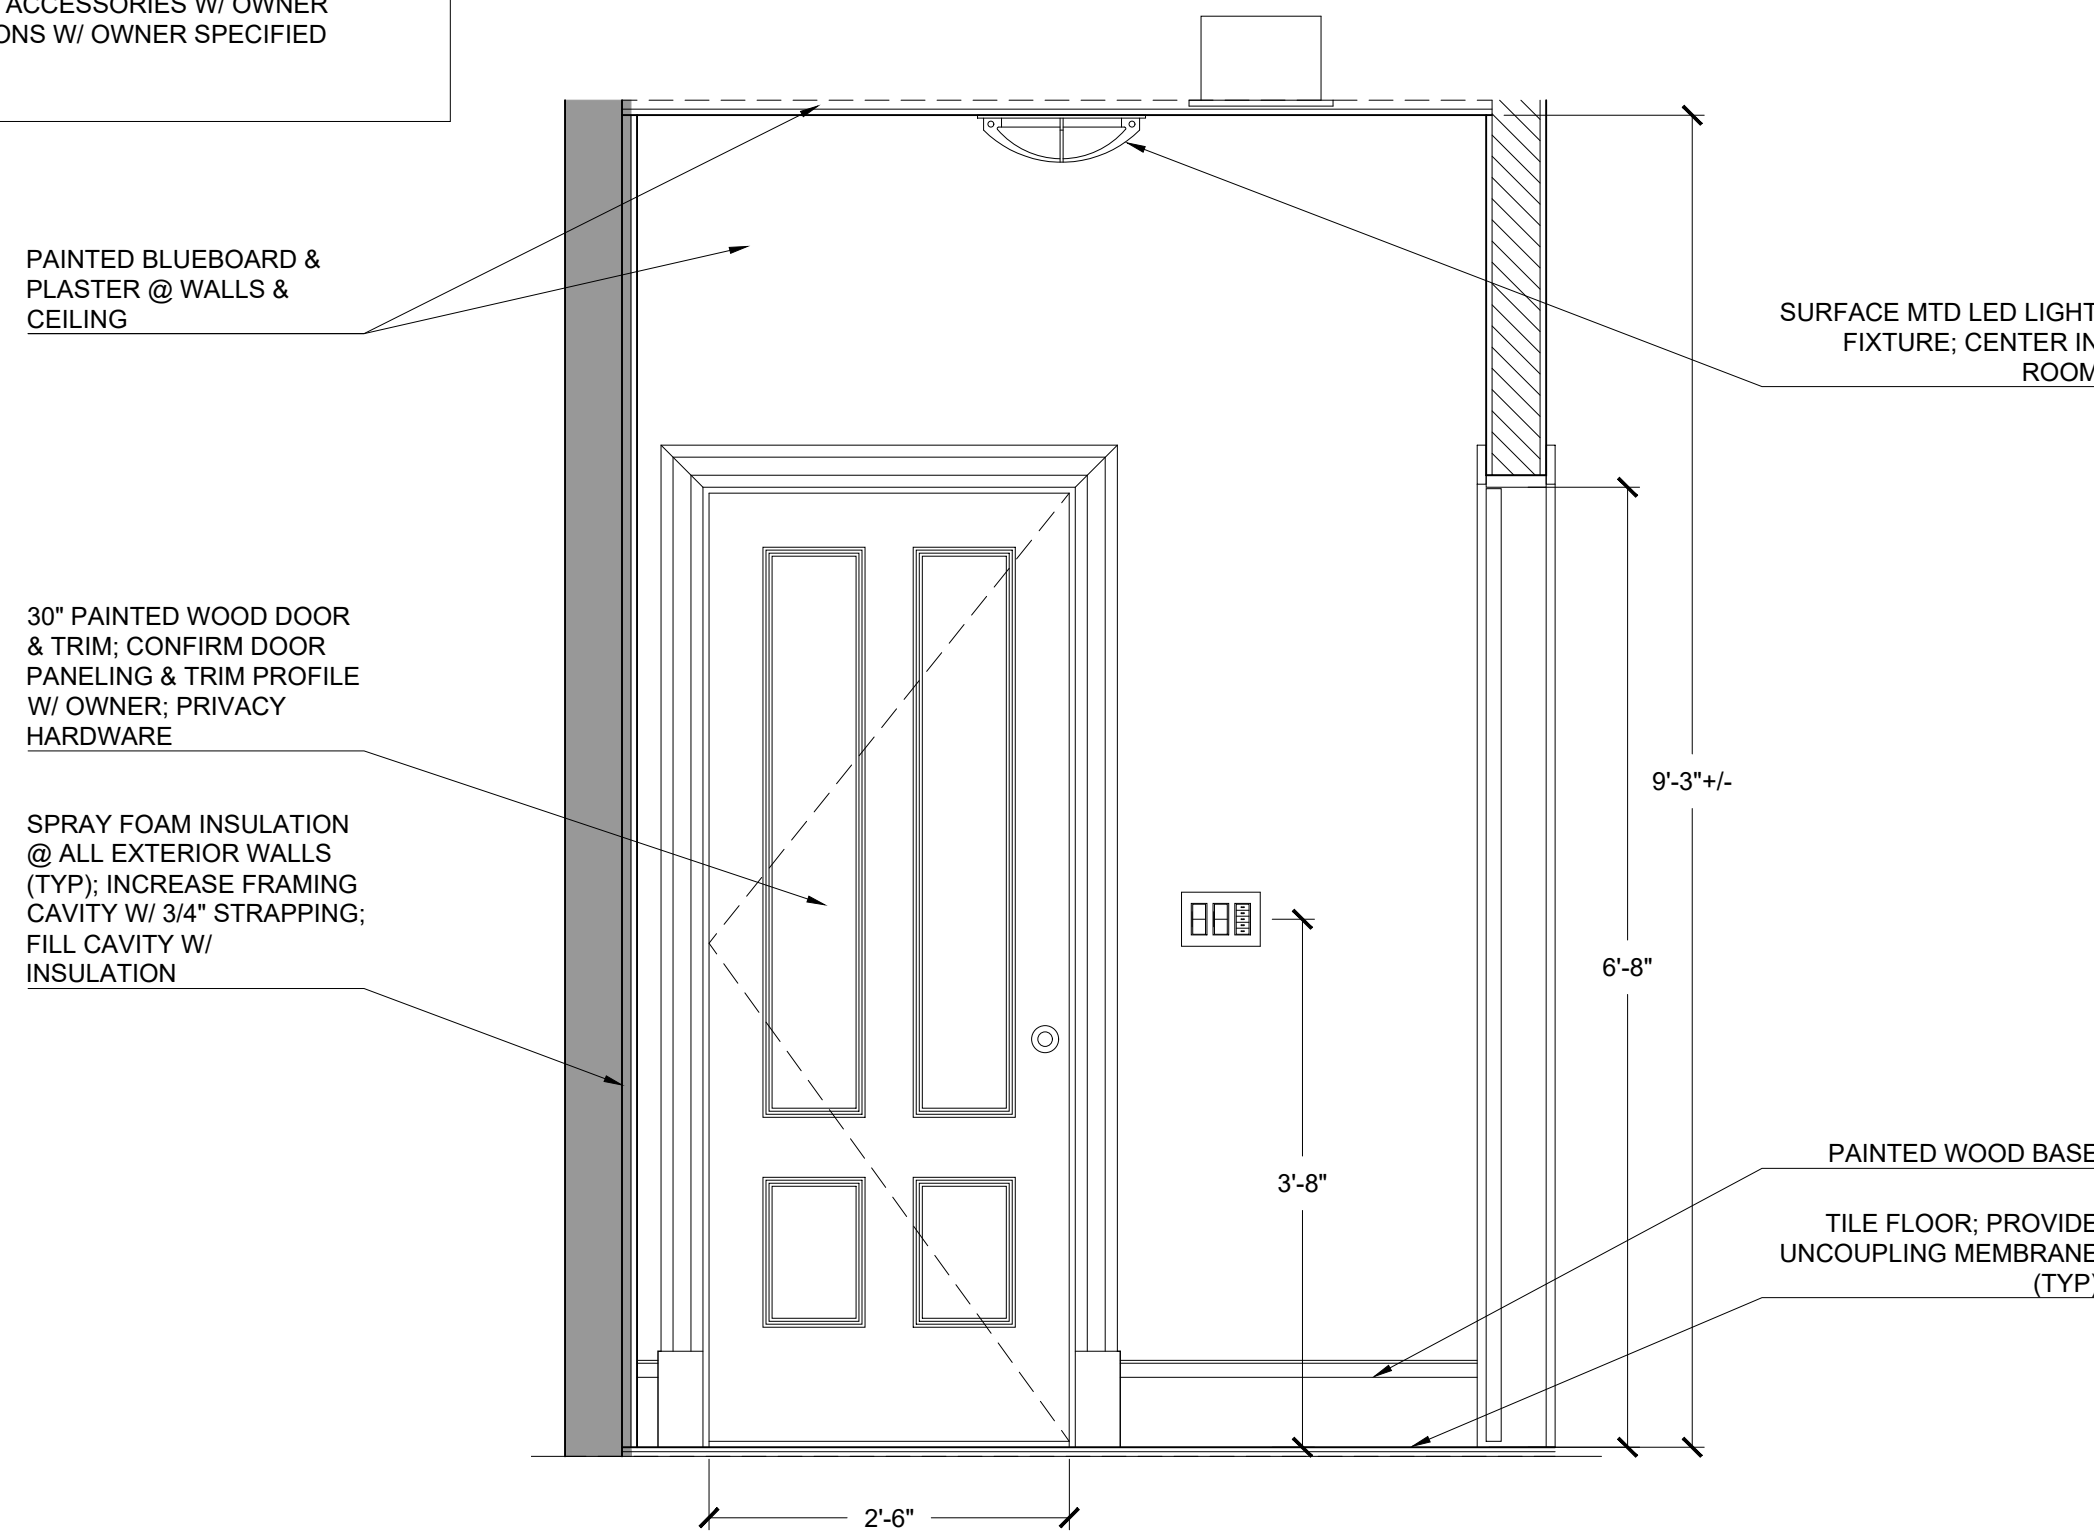 ACCESSORIES W/ OWNER
W/ OWNER SPECIFIED
PAINTED BLUEBOARD &
PLASTER @ WALLS &
CEILING
SURFACE MTD LED LIGHT
FIXTURE; CENTER IN
ROOM
30" PAINTED WOOD DOOR
& TRIM; CONFIRM DOOR
PANELING & TRIM PROFILE
W/ OWNER; PRIVACY
HARDWARE
9'-3"+/-
SPRAY FOAM INSULATION
@ ALL EXTERIOR WALLS
(TYP); INCREASE FRAMING
CAVITY W/ 3/4" STRAPPING;
FILL CAVITY W/
INSULATION
6'-8"
3'-8"
PAINTED WOOD BASE
TILE FLOOR; PROVIDE
UNCOUPLING MEMBRANE
(TYP)
2'-6"